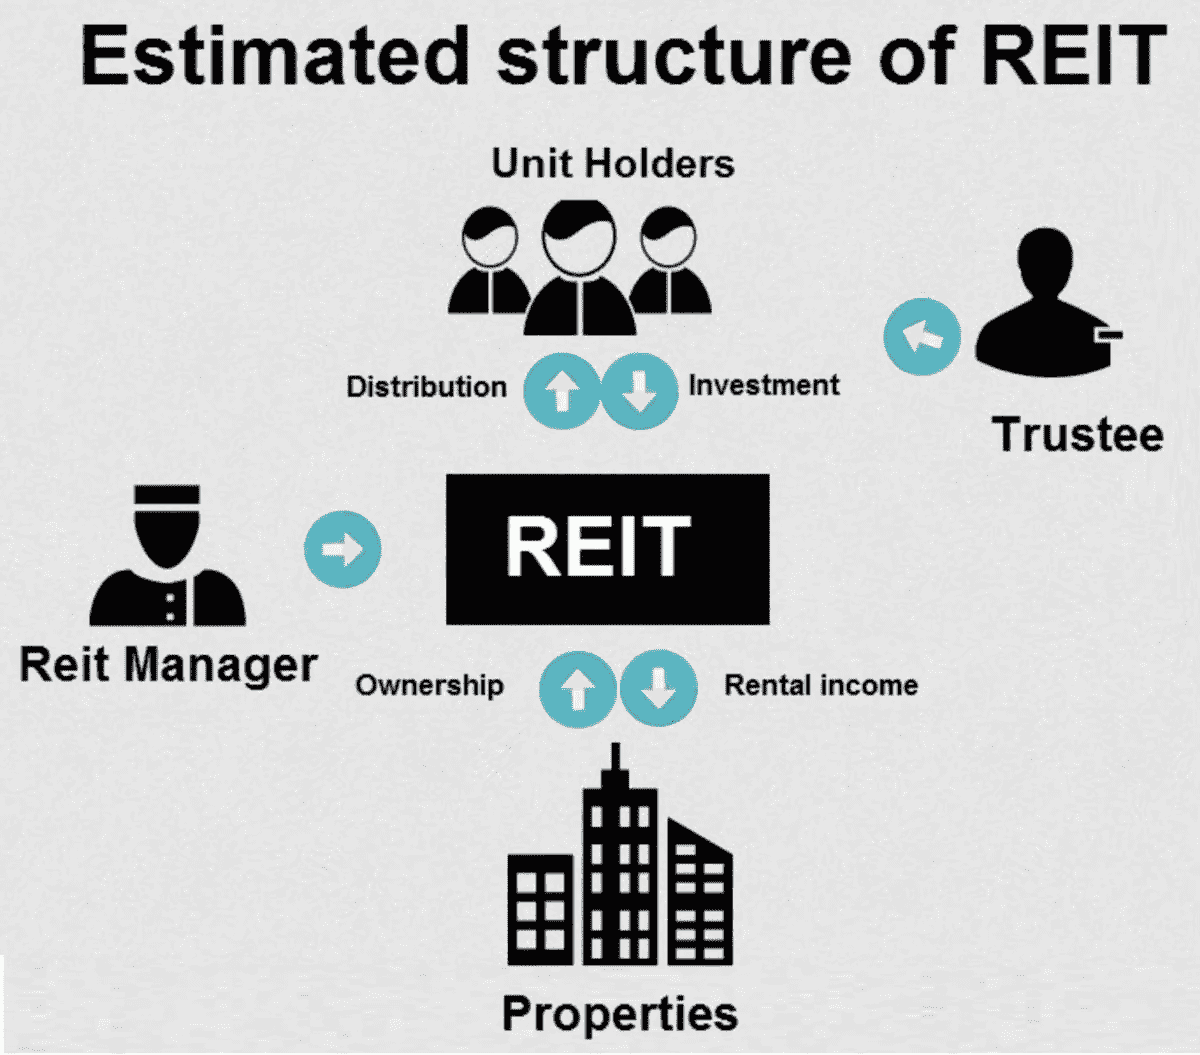 Estimated structure of REIT
Unit Holders
Distribution
Investment
Trustee
REIT
Reit Manager
Ownership
Rental income
Properties